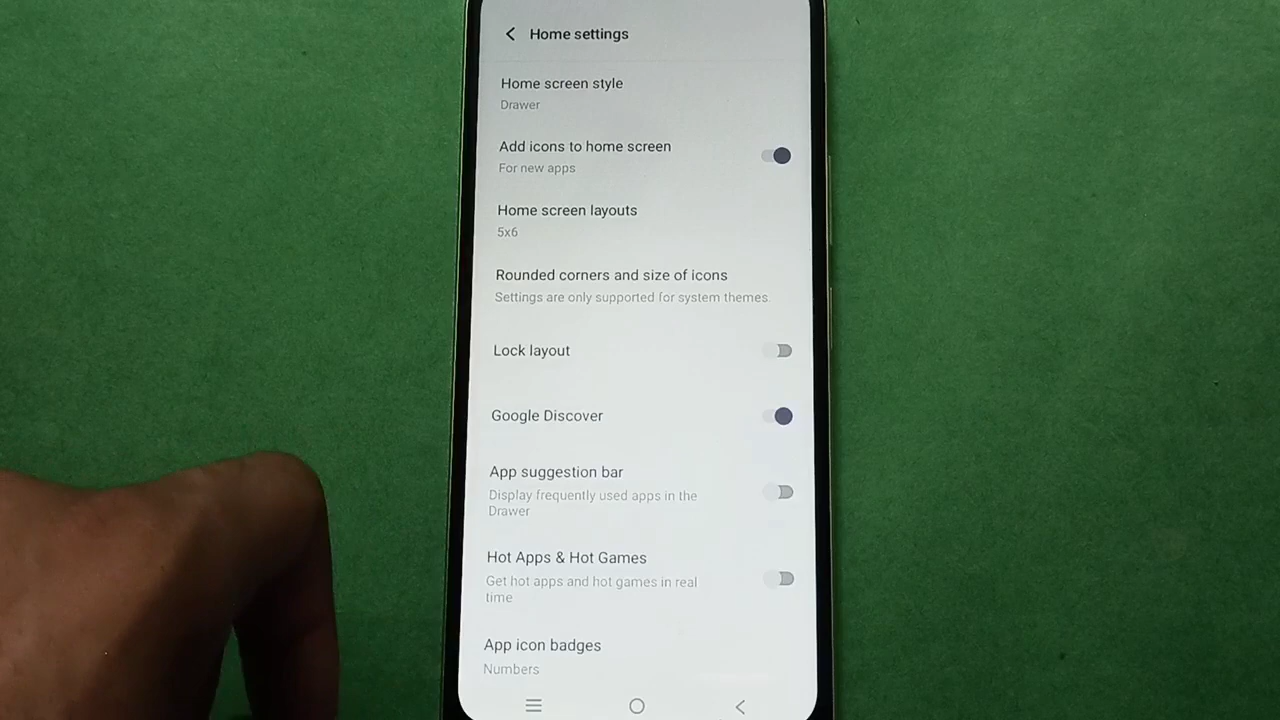 Home settings
Home screen style
Drawer
Add icons to home screen
For new apps
Home screen layouts
5x6
Rounded corners and size of icons
Settings are only supported for system themes.
Lock layout
Google Discover
App suggestion bar
Display frequently used apps in the
Drawer
Hot Apps & Hot Games
Get hot apps and hot games in real
time
App icon badges
Numbers